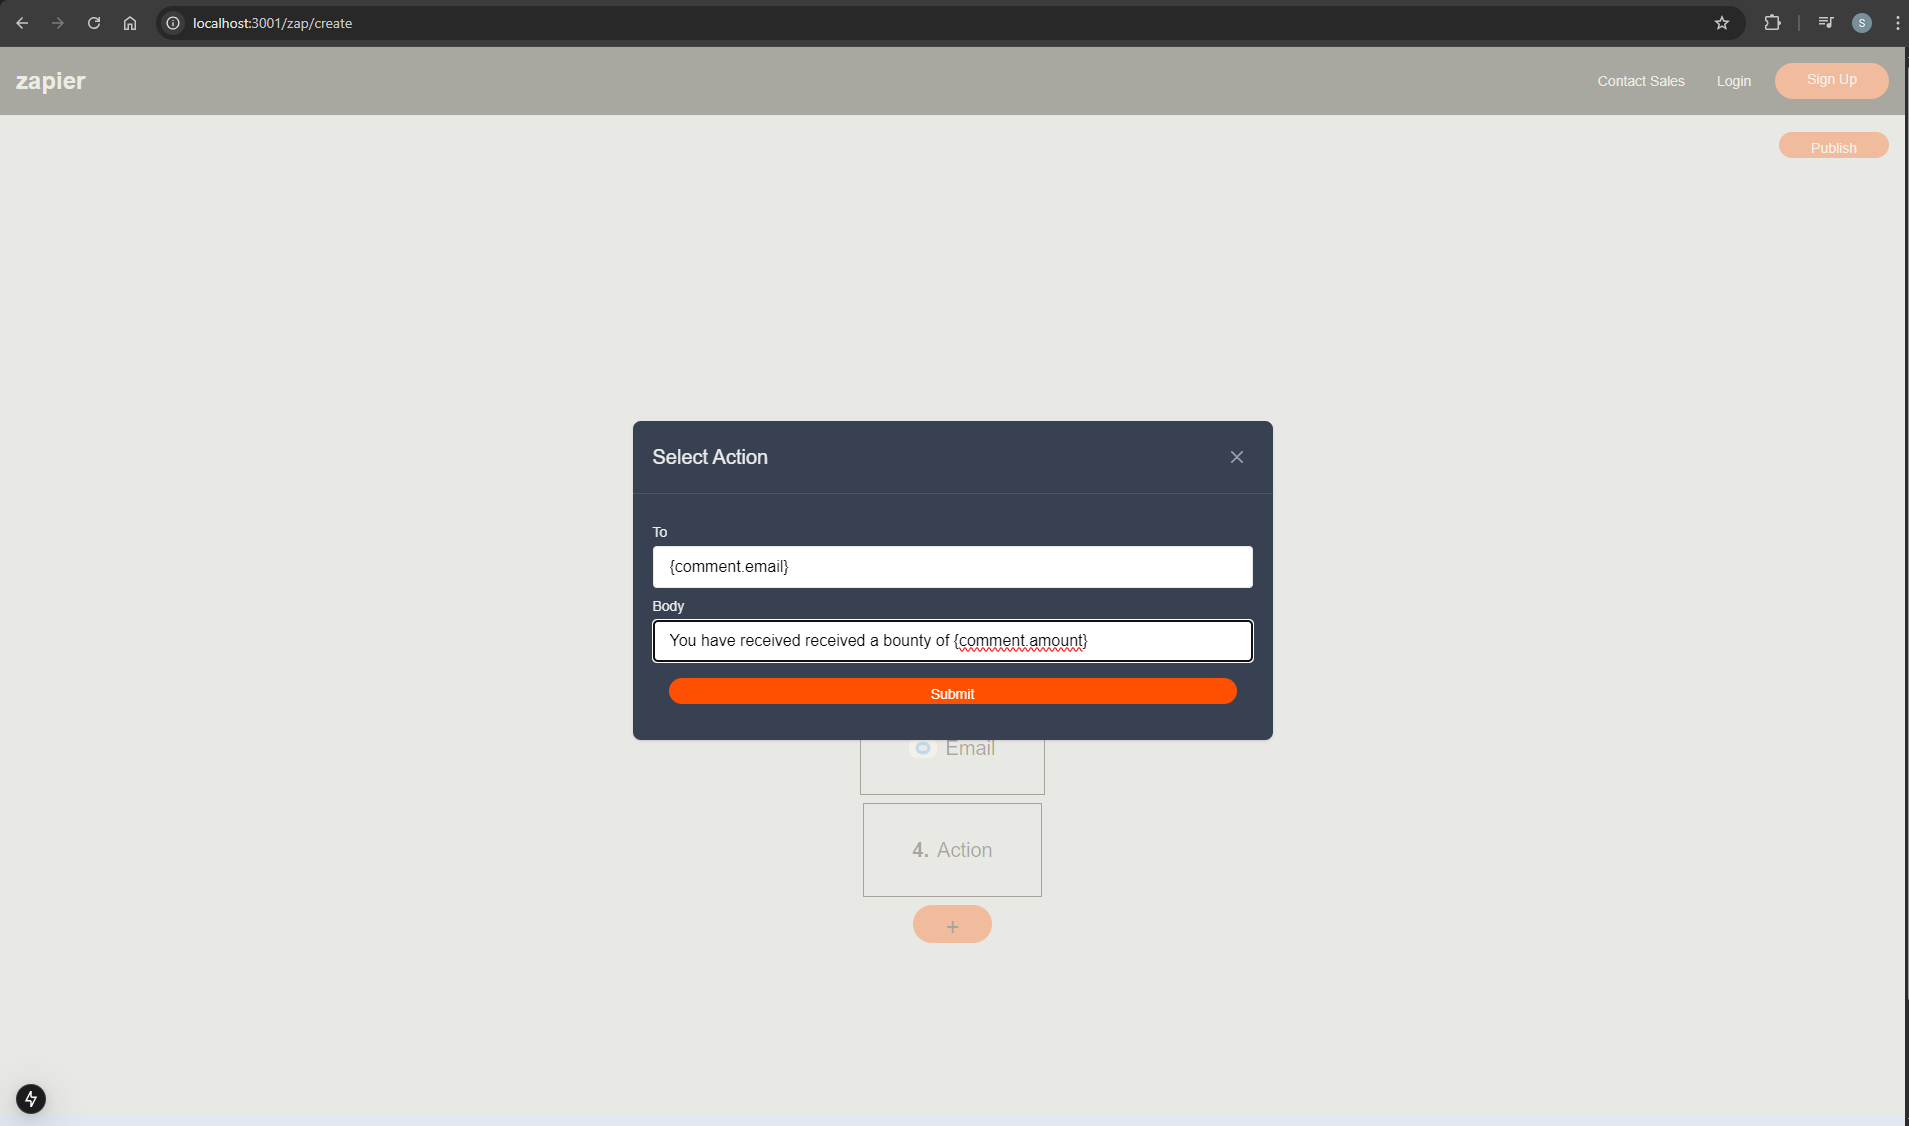 localhost:3001/zap/create
S
zapier
Contact Sales
Login
Sign Up
Publish
Select Action
To
{comment.email}
Body
You have received received a bounty of {comment.amount}
Submit
Email
4. Action
+